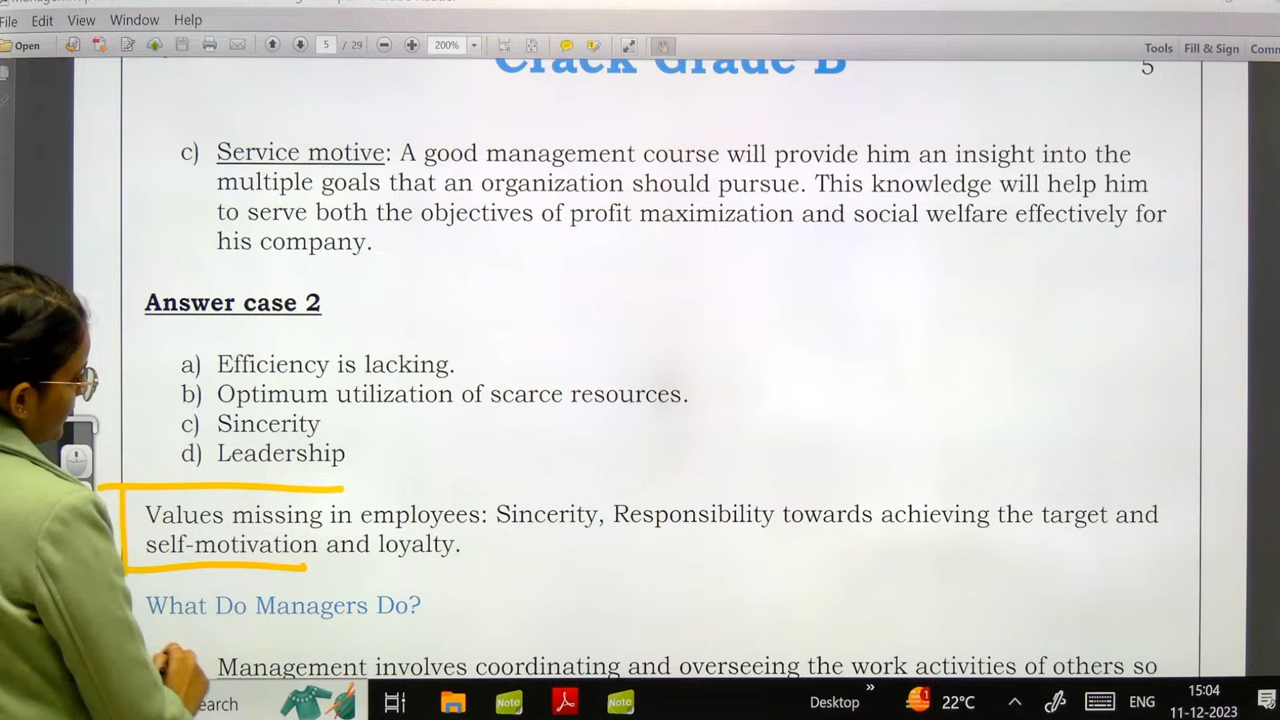 File Edit View Window Help
Open 5 / 29 200% Tools Fill & Sign Comm
Crack Grade B 5
c) Service motive: A good management course will provide him an insight into the
multiple goals that an organization should pursue. This knowledge will help him
to serve both the objectives of profit maximization and social welfare effectively for
his company.
Answer case 2
a) Efficiency is lacking.
b) Optimum utilization of scarce resources.
c) Sincerity
d) Leadership
Values missing in employees: Sincerity, Responsibility towards achieving the target and
self-motivation and loyalty.
What Do Managers Do?
Management involves coordinating and overseeing the work activities of others so
earch Note Note Desktop » 1 22°C ENG 15:04
11-12-2023